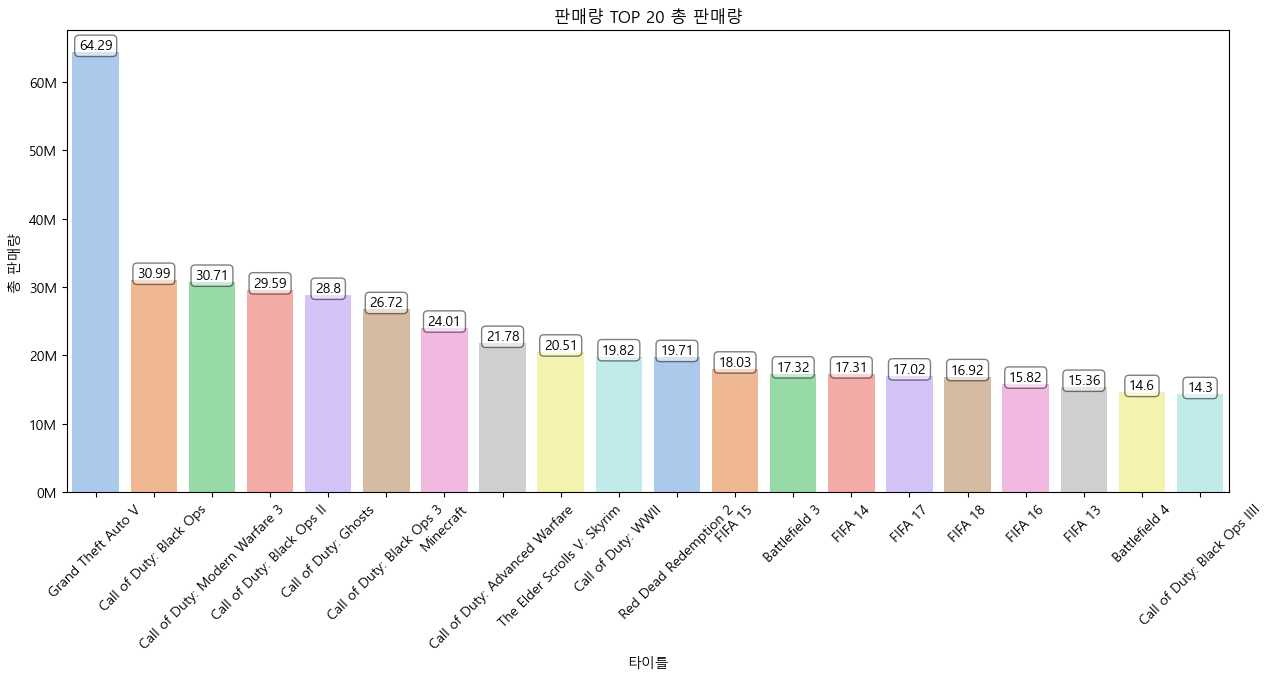 판매량 TOP 20 총 판매량
총 판매량
60M
50M
40M
30M
20M
10M
0M
64.29
30.99
30.71
29.59
28.8
26.72
24.01
21.78
20.51
19.82
19.71
18.03
17.32
17.31
17.02
16.92
15.82
15.36
14.6
14.3
Grand Theft Auto V
Call of Duty: Black Ops
Call of Duty: Modern Warfare 3
Call of Duty: Black Ops II
Call of Duty: Ghosts
Call of Duty: Black Ops 3
Minecraft
Call of Duty: Advanced Warfare
The Elder Scrolls V: Skyrim
Call of Duty: WWII
Red Dead Redemption 2
FIFA 15
Battlefield 3
FIFA 14
FIFA 17
FIFA 18
FIFA 16
FIFA 13
Battlefield 4
Call of Duty: Black Ops IIII
타이틀